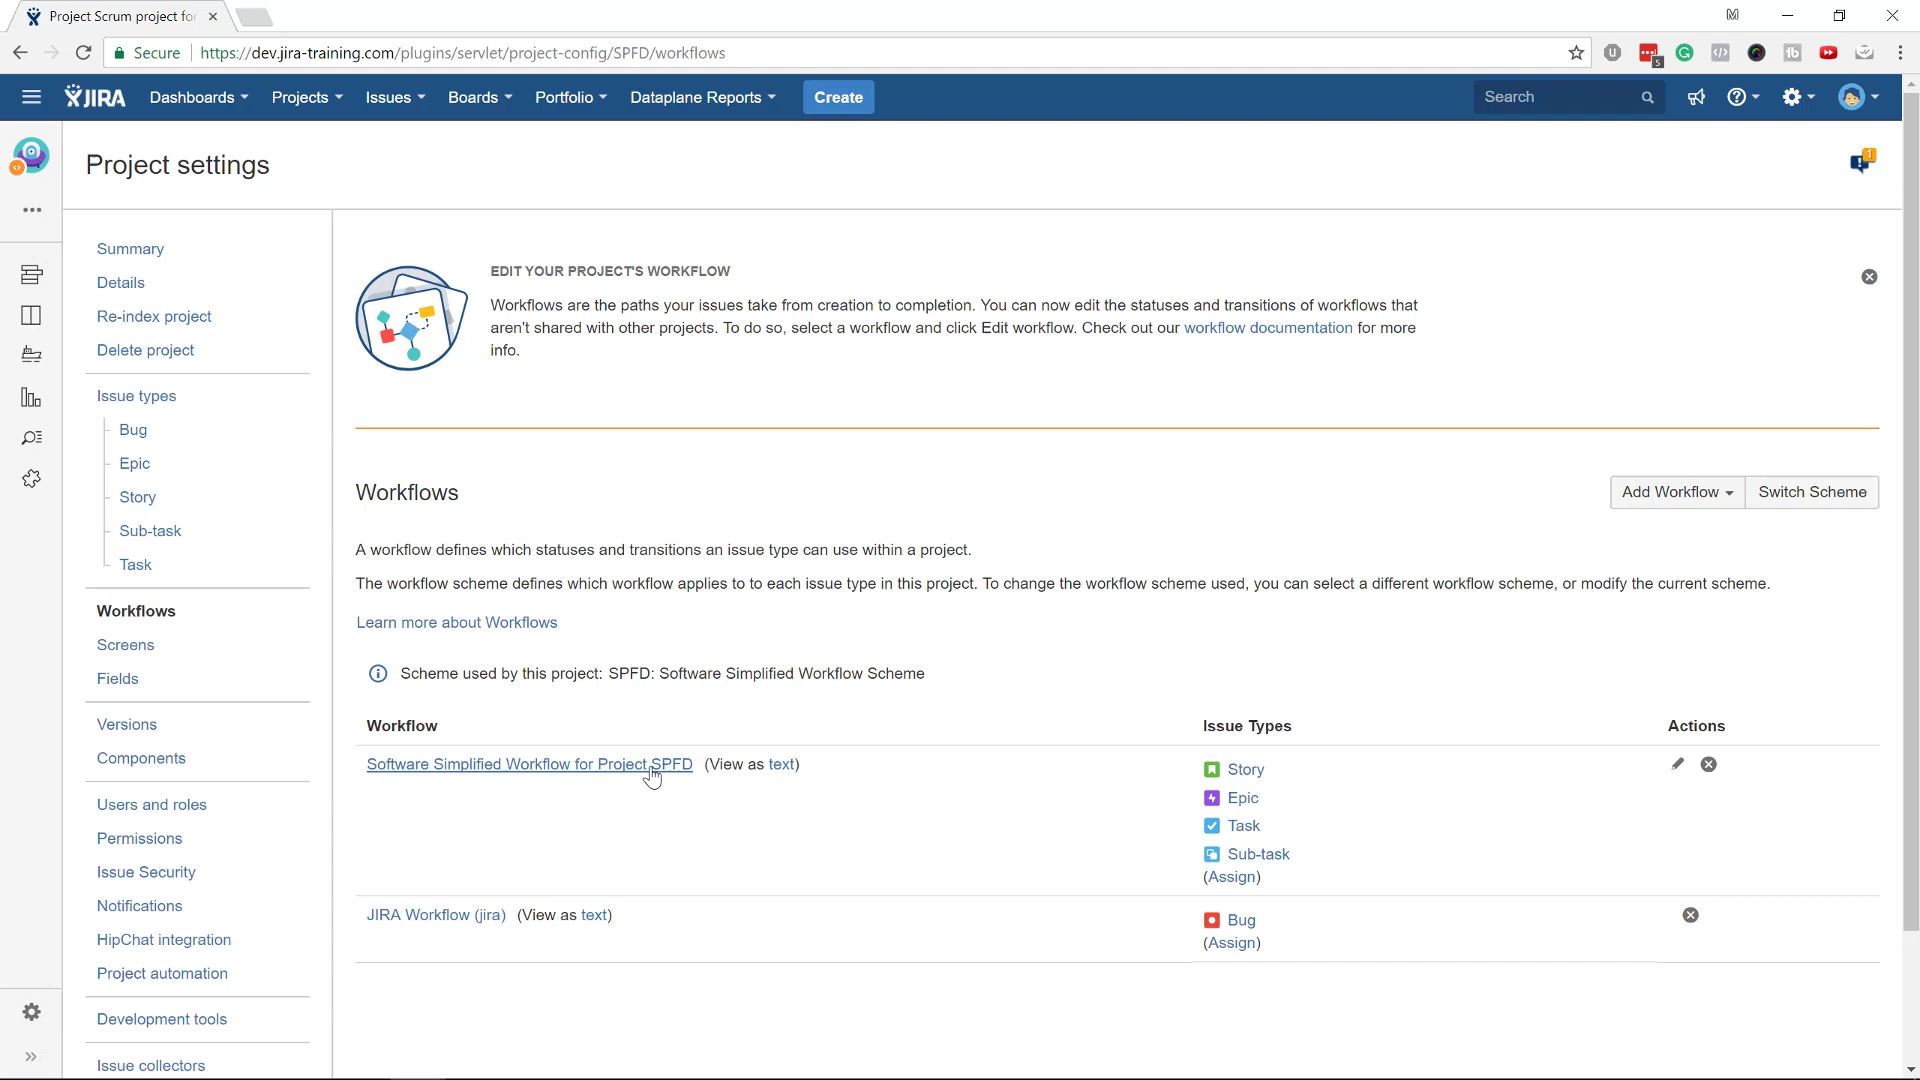 Project Scrum project for
Secure
https://dev.jira-training.com/plugins/servlet/project-config/SPFD/workflows
5
JIRA
Dashboards
Projects
Issues
Boards
Portfolio
Dataplane Reports
Create
Search
Project settings
1
Summary
Details
Re-index project
Delete project
Issue types
Bug
Epic
Story
Sub-task
Task
Workflows
Screens
Fields
Versions
Components
Users and roles
Permissions
Issue Security
Notifications
HipChat integration
Project automation
Development tools
Issue collectors
EDIT YOUR PROJECT'S WORKFLOW
Workflows are the paths your issues take from creation to completion. You can now edit the statuses and transitions of workflows that
aren't shared with other projects. To do so, select a workflow and click Edit workflow. Check out our workflow documentation for more
info.
Workflows
Add Workflow
Switch Scheme
A workflow defines which statuses and transitions an issue type can use within a project.
The workflow scheme defines which workflow applies to to each issue type in this project. To change the workflow scheme used, you can select a different workflow scheme, or modify the current scheme.
Learn more about Workflows
Scheme used by this project: SPFD: Software Simplified Workflow Scheme
Workflow
Issue Types
Actions
Software Simplified Workflow for Project SPFD (View as text)
Story
Epic
Task
Sub-task
(Assign)
JIRA Workflow (jira) (View as text)
Bug
(Assign)